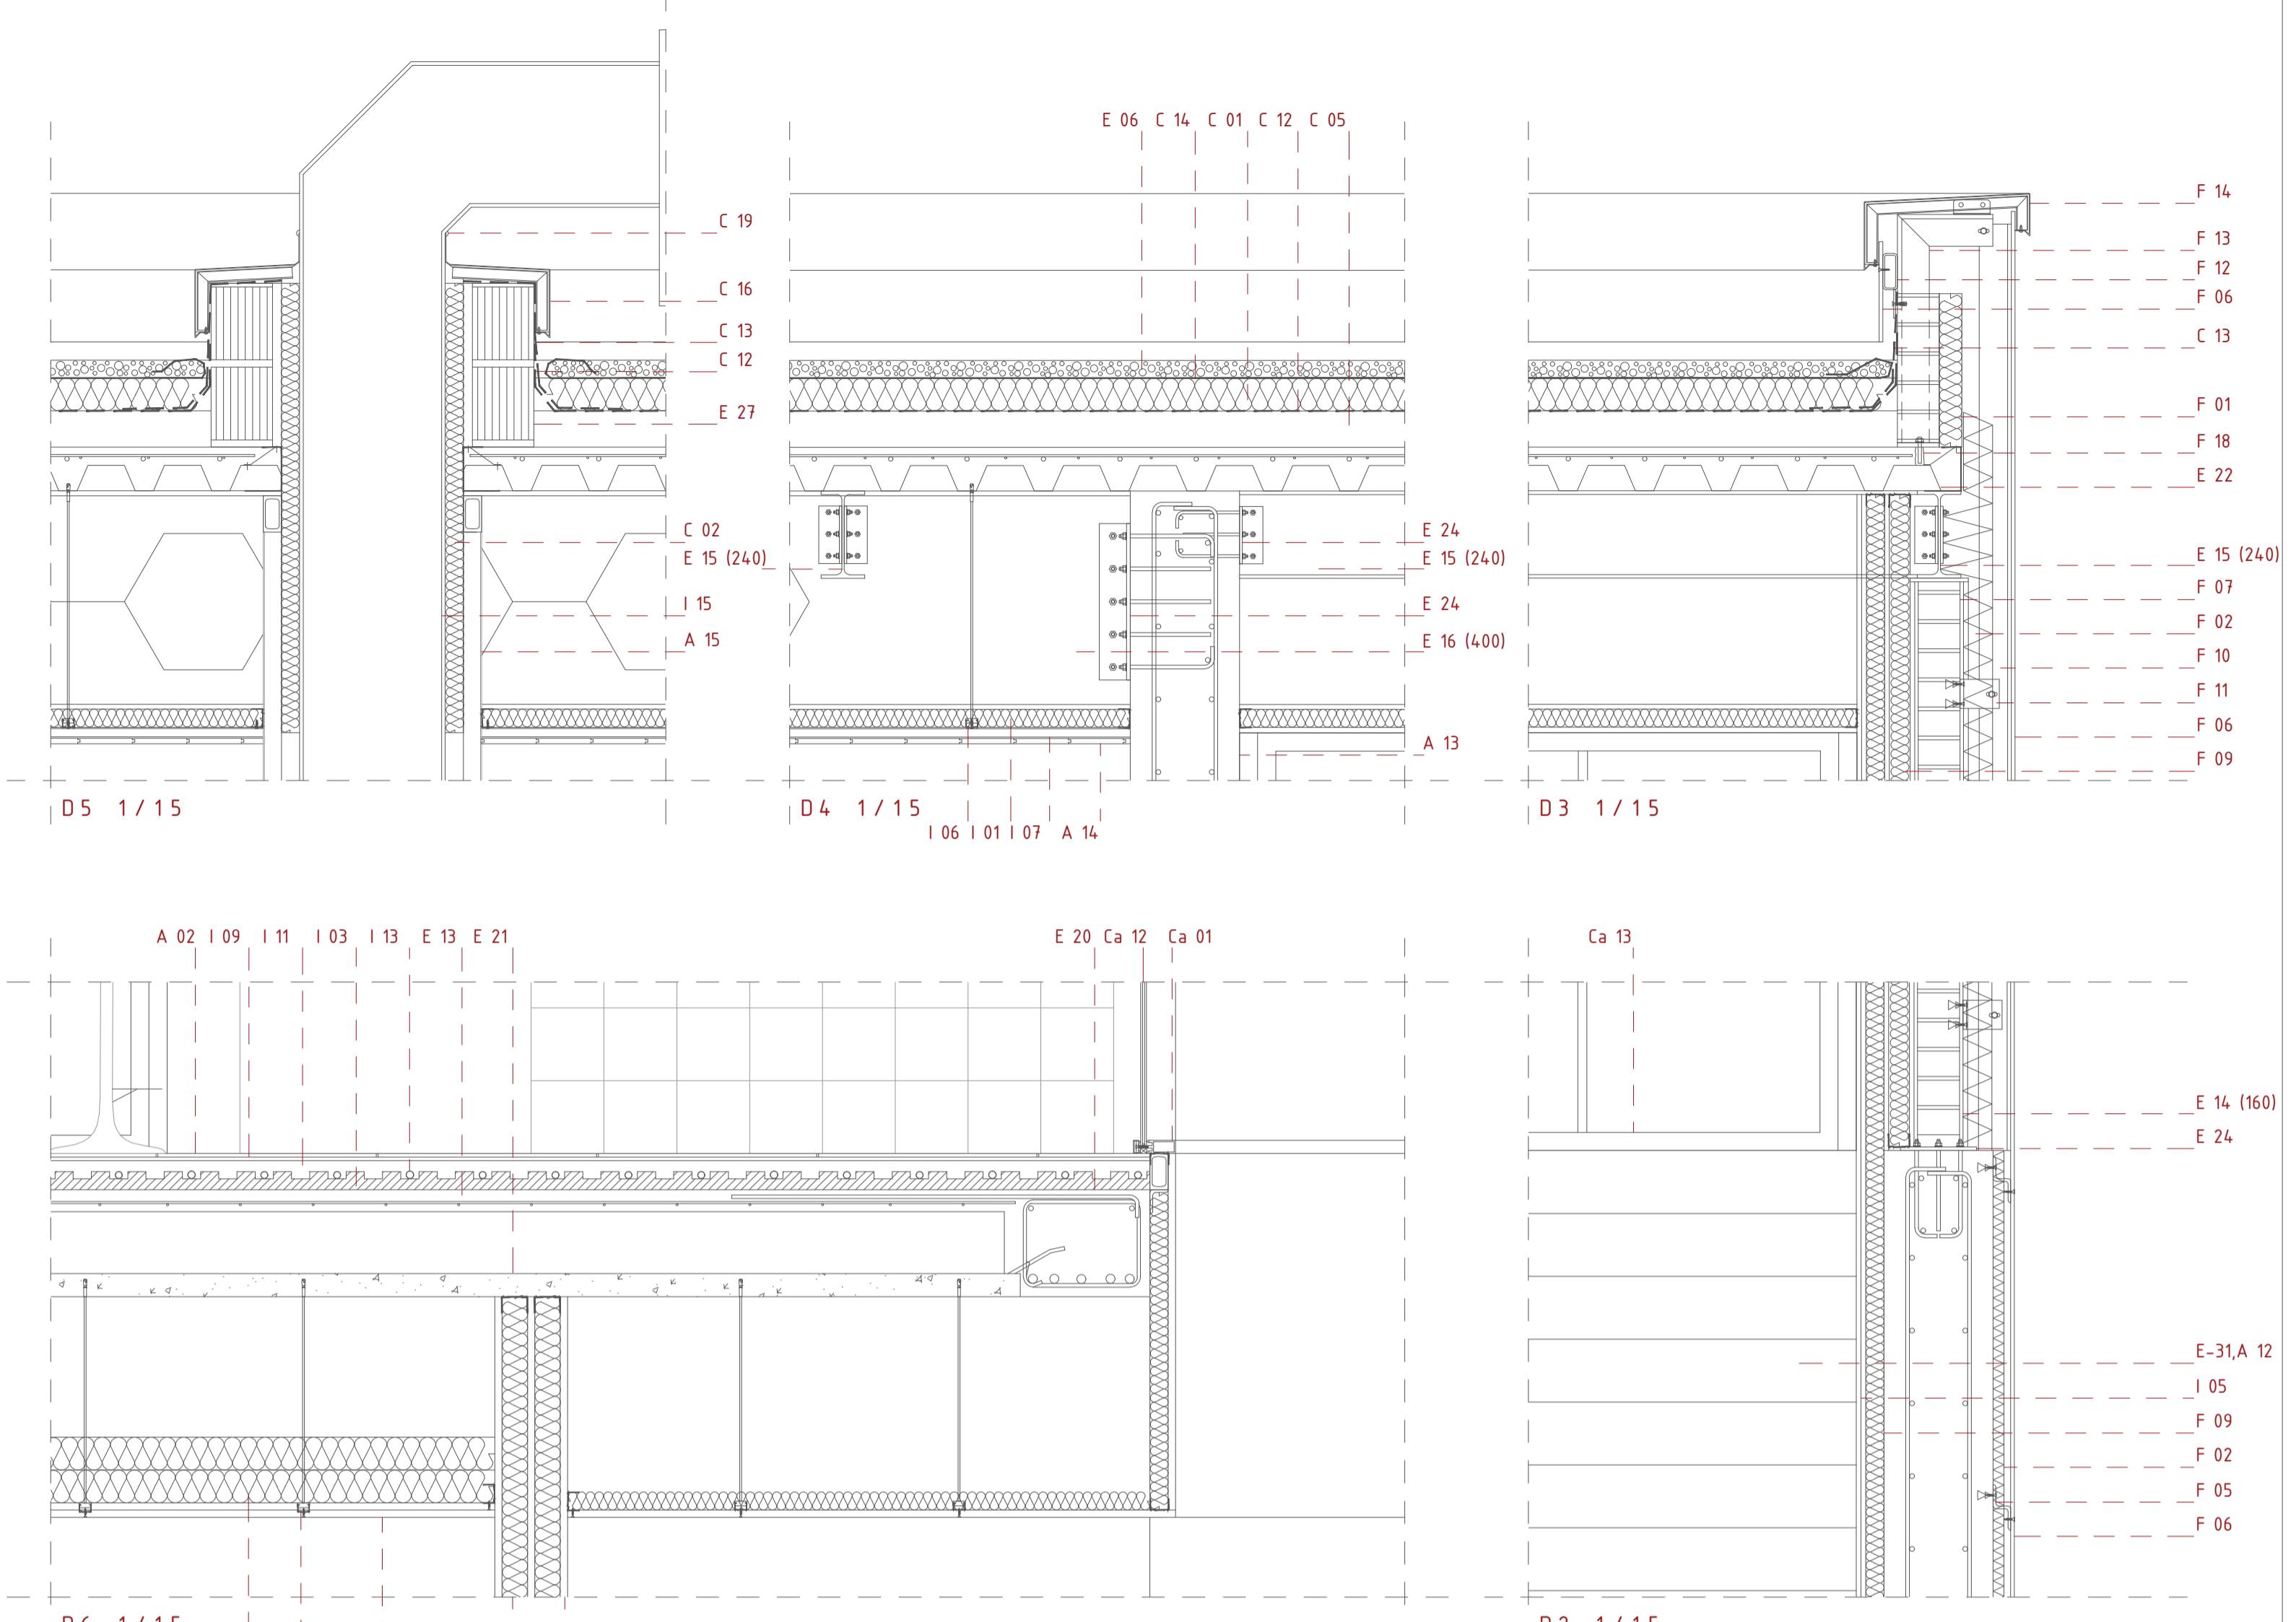 E 06 C 14 C 01 C 12 C 05
C 19
C 16
C 13
C 12
E 27
C 02
E 15 (240)
I 15
A 15
D5 1/15
E 24
E 15 (240)
E 24
E 16 (400)
A 13
D4 1/15
I 06 I 01 I 07 A 14
F 14
F 13
F 12
F 06
C 13
F 01
F 18
E 22
E 15 (240)
F 07
F 02
F 10
F 11
F 06
F 09
D3 1/15
A 02 I 09 I 11 I 03 I 13 E 13 E 21
E 20 Ca 12 Ca 01
Ca 13
E 14 (160)
E 24
E-31,A 12
I 05
F 09
F 02
F 05
F 06